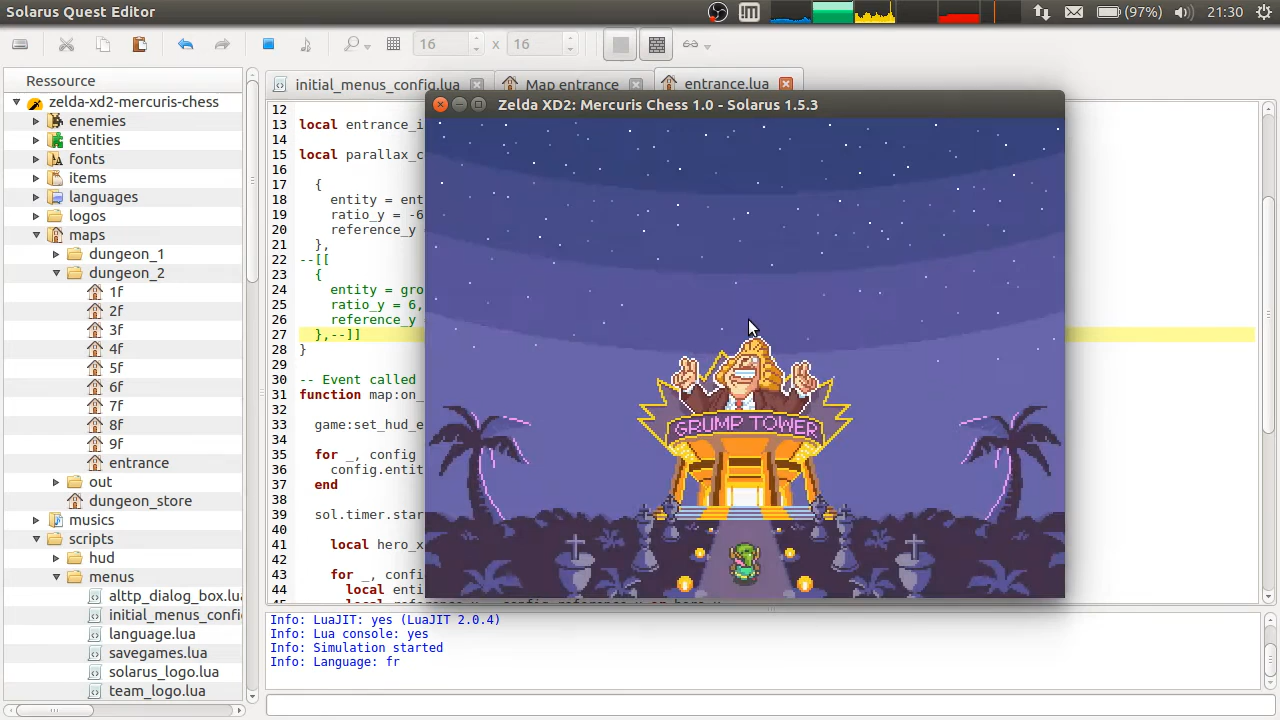 Solarus Quest Editor
(97%)
21:30
16 x 16
Ressource
initial_menus_config.lua
Map entrance
entrance.lua
zelda-xd2-mercuris-chess
enemies
entities
fonts
items
languages
logos
maps
dungeon_1
dungeon_2
1f
2f
3f
4f
5f
6f
7f
8f
9f
entrance
out
dungeon_store
musics
scripts
hud
menus
alttp_dialog_box.lua
initial_menus_confi
language.lua
savegames.lua
solarus_logo.lua
team_logo.lua
12
13 local entrance_i
14
15 local parallax_c
16
17 {
18 entity = ent
19 ratio_y = -6
20 reference_y
21 },
22 --[[
23 {
24 entity = gro
25 ratio_y = 6,
26 reference_y
27 },--]]
28 }
29
30 -- Event called
31 function map:on_
32
33 game:set_hud_e
34
35 for _, config
36 config.entit
37 end
38
39 sol.timer.star
40
41 local hero_x
42
43 for _, confi
44 local enti
Zelda XD2: Mercuris Chess 1.0 - Solarus 1.5.3
GRUMP TOWER
Info: LuaJIT: yes (LuaJIT 2.0.4)
Info: Lua console: yes
Info: Simulation started
Info: Language: fr